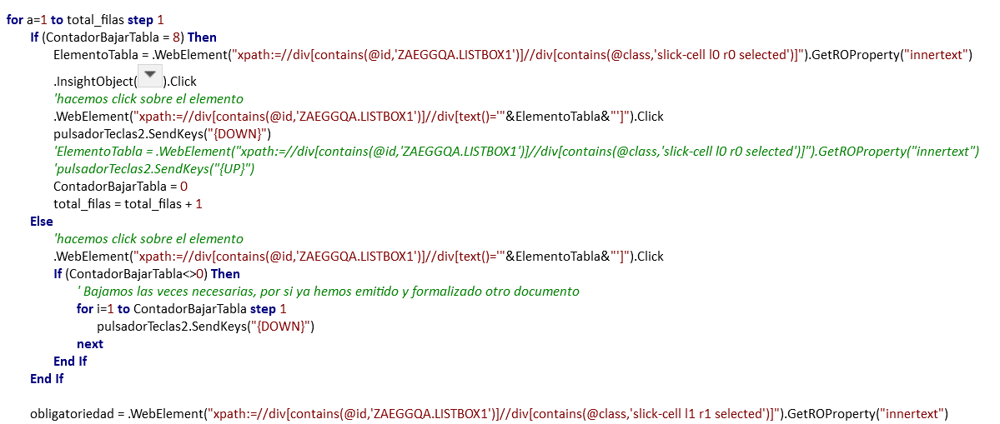 for a=1 to total_filas step 1
If (ContadorBajarTabla = 8) Then
ElementoTabla = .WebElement("xpath:=//div[contains(@id,'ZAEGGQA.LISTBOX1')]//div[contains(@class,'slick-cell l0 r0 selected')]").GetROProperty("innertext")
.InsightObject( ).Click
'hacemos click sobre el elemento
.WebElement("xpath:=//div[contains(@id,'ZAEGGQA.LISTBOX1')]//div[text()='"&ElementoTabla&"']").Click
pulsadorTeclas2.SendKeys("{DOWN}")
'ElementoTabla = .WebElement("xpath:=//div[contains(@id,'ZAEGGQA.LISTBOX1')]//div[contains(@class,'slick-cell l0 r0 selected')]").GetROProperty("innertext")
'pulsadorTeclas2.SendKeys("{UP}")
ContadorBajarTabla = 0
total_filas = total_filas + 1
Else
'hacemos click sobre el elemento
.WebElement("xpath:=//div[contains(@id,'ZAEGGQA.LISTBOX1')]//div[text()='"&ElementoTabla&"']").Click
If (ContadorBajarTabla<>0) Then
' Bajamos las veces necesarias, por si ya hemos emitido y formalizado otro documento
for i=1 to ContadorBajarTabla step 1
pulsadorTeclas2.SendKeys("{DOWN}")
next
End If
End If
obligatoriedad = .WebElement("xpath:=//div[contains(@id,'ZAEGGQA.LISTBOX1')]//div[contains(@class,'slick-cell l1 r1 selected')]").GetROProperty("innertext")